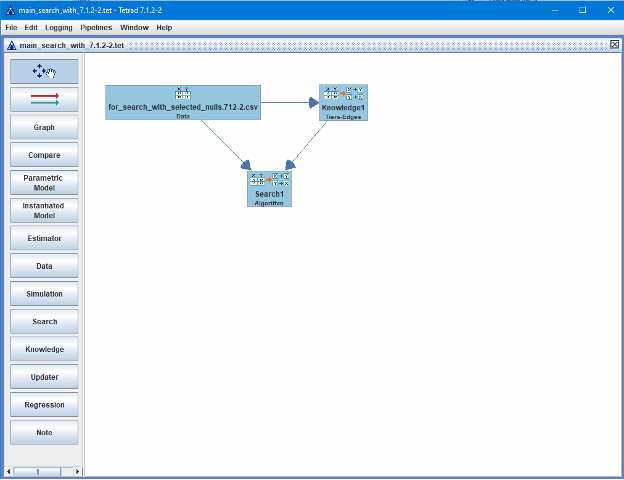 main_search_with_7.1.2-2.tet - Tetrad 7.1.2-2
File Edit Logging Pipelines Window Help
main_search_with_7.1.2-2.tet
Graph
Compare
Parametric
Model
Instantiated
Model
Estimator
Data
Simulation
Search
Knowledge
Updater
Regression
Note
1
for_search_with_selected_nulls.712-2.csv
Data
Knowledge1
Tiers-Edges
Search1
Algorithm